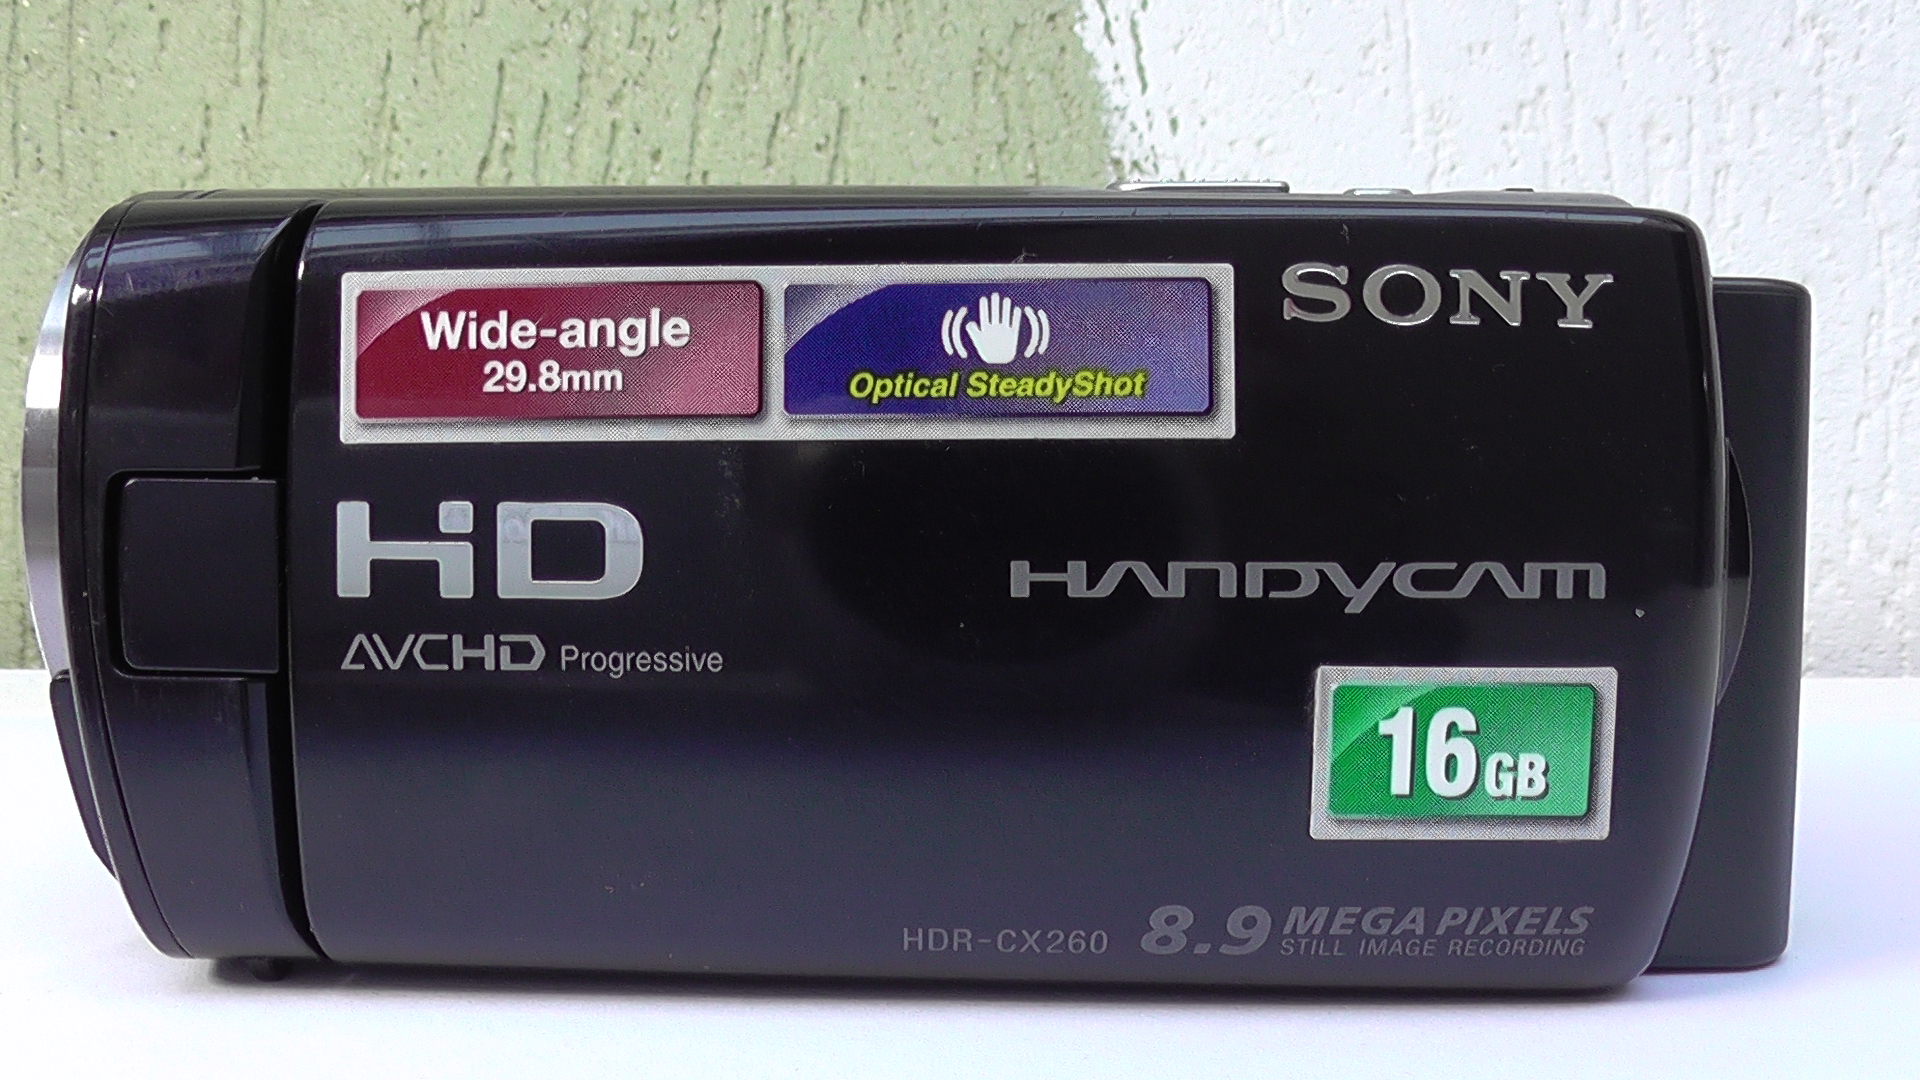 Wide-angle
29.8mm
Optical SteadyShot
SONY
HD
HANDYCAM
AVCHD Progressive
16GB
HDR-CX260
8.9 MEGA PIXELS
STILL IMAGE RECORDING